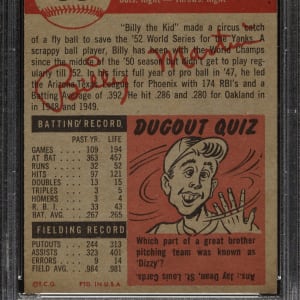 "Billy the Kid" made a circus catch
of a fly ball to save the '52 World Series for the Yanks. A
scrappy ball player, Billy has been with the World Champs
since the middle of the '50 season but didn't get to play reg-
ularly till '52. In his first full year of pro ball in '47, he led
the Arizona Texas League for Phoenix with 174 RBI's and a
Batting Average of .392. He hit .286 and .280 for Oakland in
1948 and 1949.
Billy Martin
BATTING RECORD
PAST YR. LIFE
GAMES 109 194
AT BAT 363 457
RUNS 32 52
HITS 97 121
DOUBLES 13 15
TRIPLES 3 5
HOMERS 3 4
R. B. I. 33 43
BAT. AVG. .267 .265
FIELDING RECORD
PUTOUTS 244 313
ASSISTS 323 401
ERRORS 9 14
FIELD AVG. .984 .981
©T.C.G. PTD. IN U.S.A.
DUGOUT QUIZ
Which part of a great brother
pitching team was known as
'Dizzy'?
Ans. Jay Dean, St. Louis Cards.